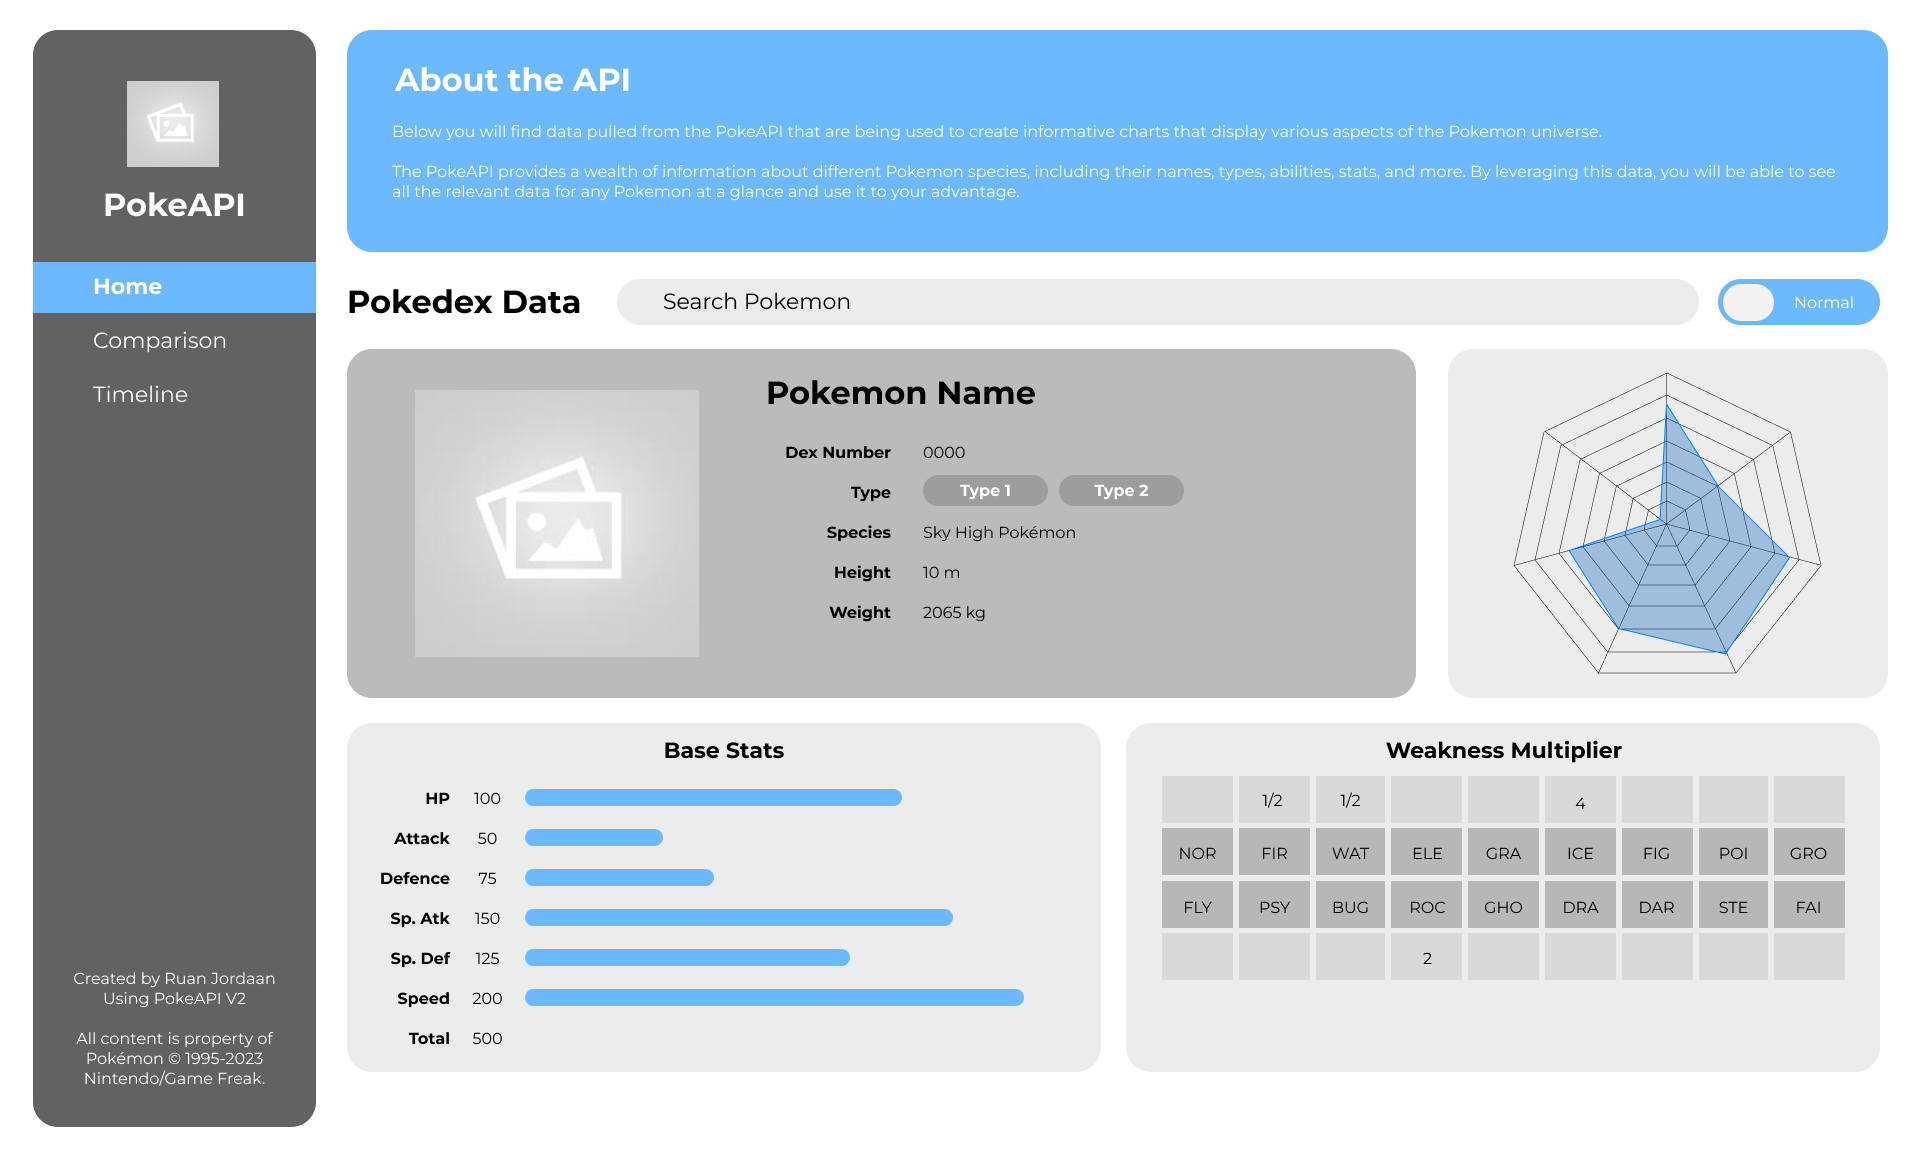 PokeAPI
Home
Comparison
Timeline
Created by Ruan Jordaan
Using PokeAPI V2
All content is property of
Pokémon © 1995-2023
Nintendo/Game Freak.
About the API
Below you will find data pulled from the PokeAPI that are being used to create informative charts that display various aspects of the Pokemon universe.
The PokeAPI provides a wealth of information about different Pokemon species, including their names, types, abilities, stats, and more. By leveraging this data, you will be able to see
all the relevant data for any Pokemon at a glance and use it to your advantage.
Pokedex Data
Search Pokemon
Normal
Pokemon Name
Dex Number 0000
Type Type 1 Type 2
Species Sky High Pokémon
Height 10 m
Weight 2065 kg
Base Stats
HP 100
Attack 50
Defence 75
Sp. Atk 150
Sp. Def 125
Speed 200
Total 500
Weakness Multiplier
1/2 1/2 4
NOR FIR WAT ELE GRA ICE FIG POI GRO
FLY PSY BUG ROC GHO DRA DAR STE FAI
2